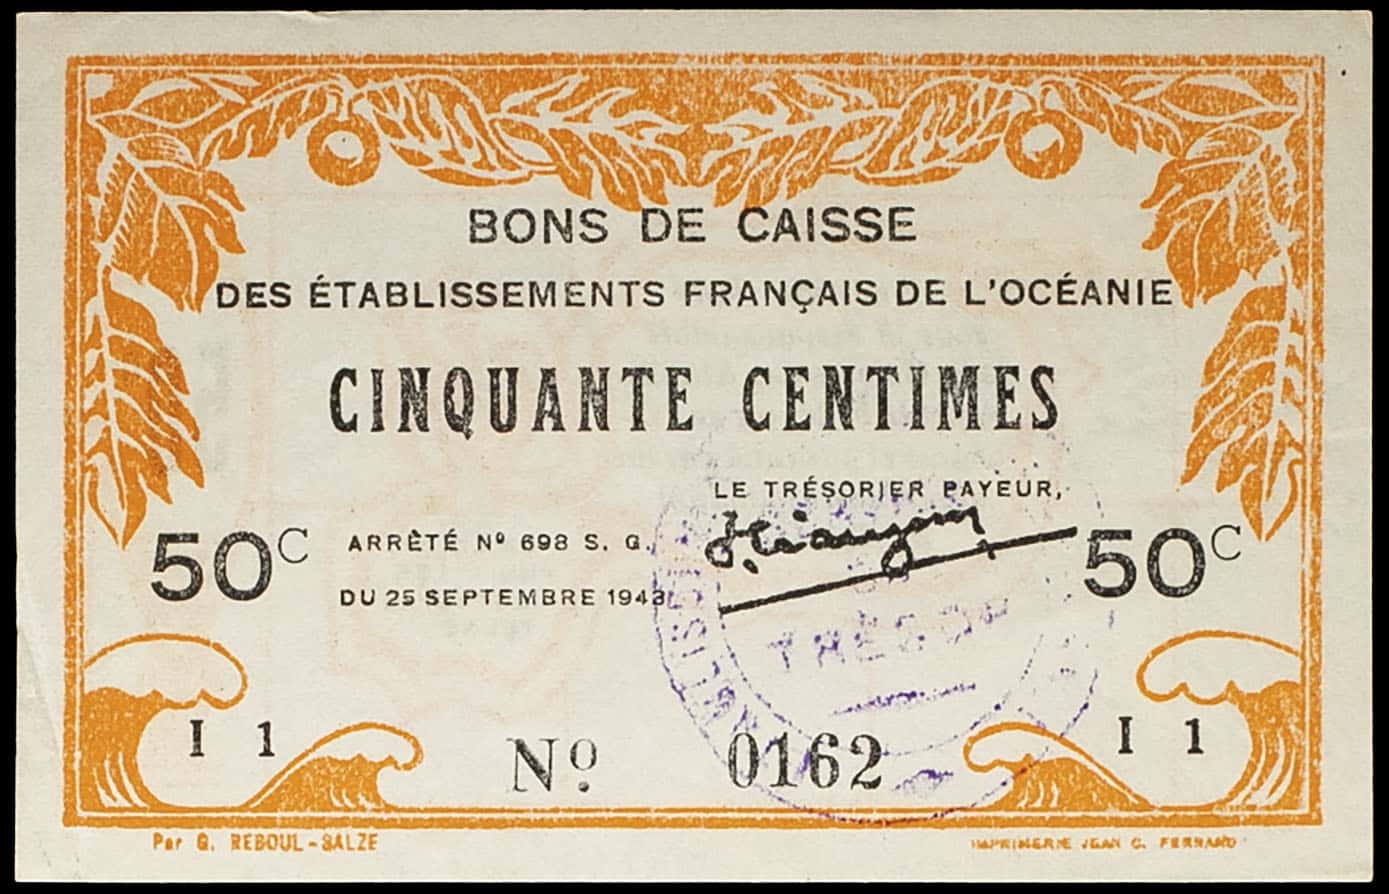 BONS DE CAISSE
DES ÉTABLISSEMENTS FRANÇAIS DE L'OCÉANIE
CINQUANTE CENTIMES
LE TRÉSORIER PAYEUR,
50C
ARRÊTÉ Nº 698 S. G.
DU 25 SEPTEMBRE 1943
50C
TRÉSOR
I 1
Nº 0162
I 1
Par G. REBOUL-SALZE
IMPRIMERIE JEAN C. FERRAND